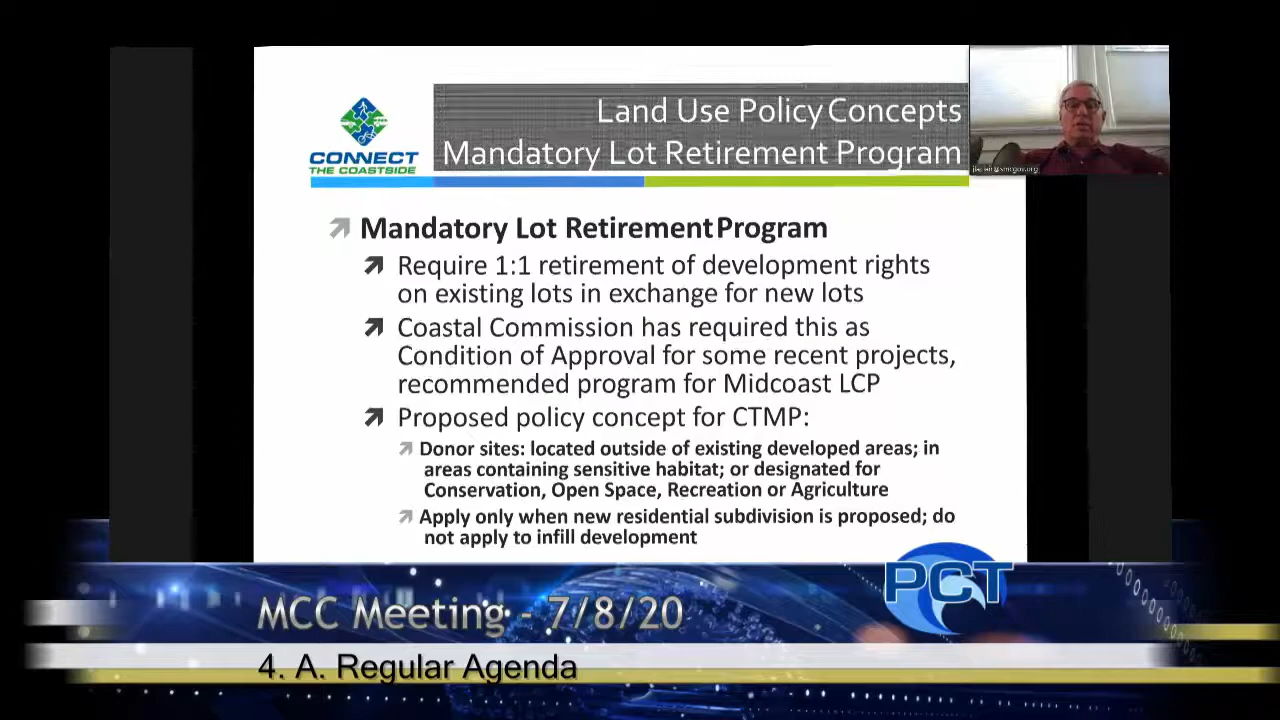 Land Use Policy Concepts
Mandatory Lot Retirement Program
CONNECT
THE COASTSIDE
Mandatory Lot Retirement Program
Require 1:1 retirement of development rights
on existing lots in exchange for new lots
Coastal Commission has required this as
Condition of Approval for some recent projects,
recommended program for Midcoast LCP
Proposed policy concept for CTMP:
Donor sites: located outside of existing developed areas; in
areas containing sensitive habitat; or designated for
Conservation, Open Space, Recreation or Agriculture
Apply only when new residential subdivision is proposed; do
not apply to infill development
PCT
MCC Meeting - 7/8/20
4. A. Regular Agenda